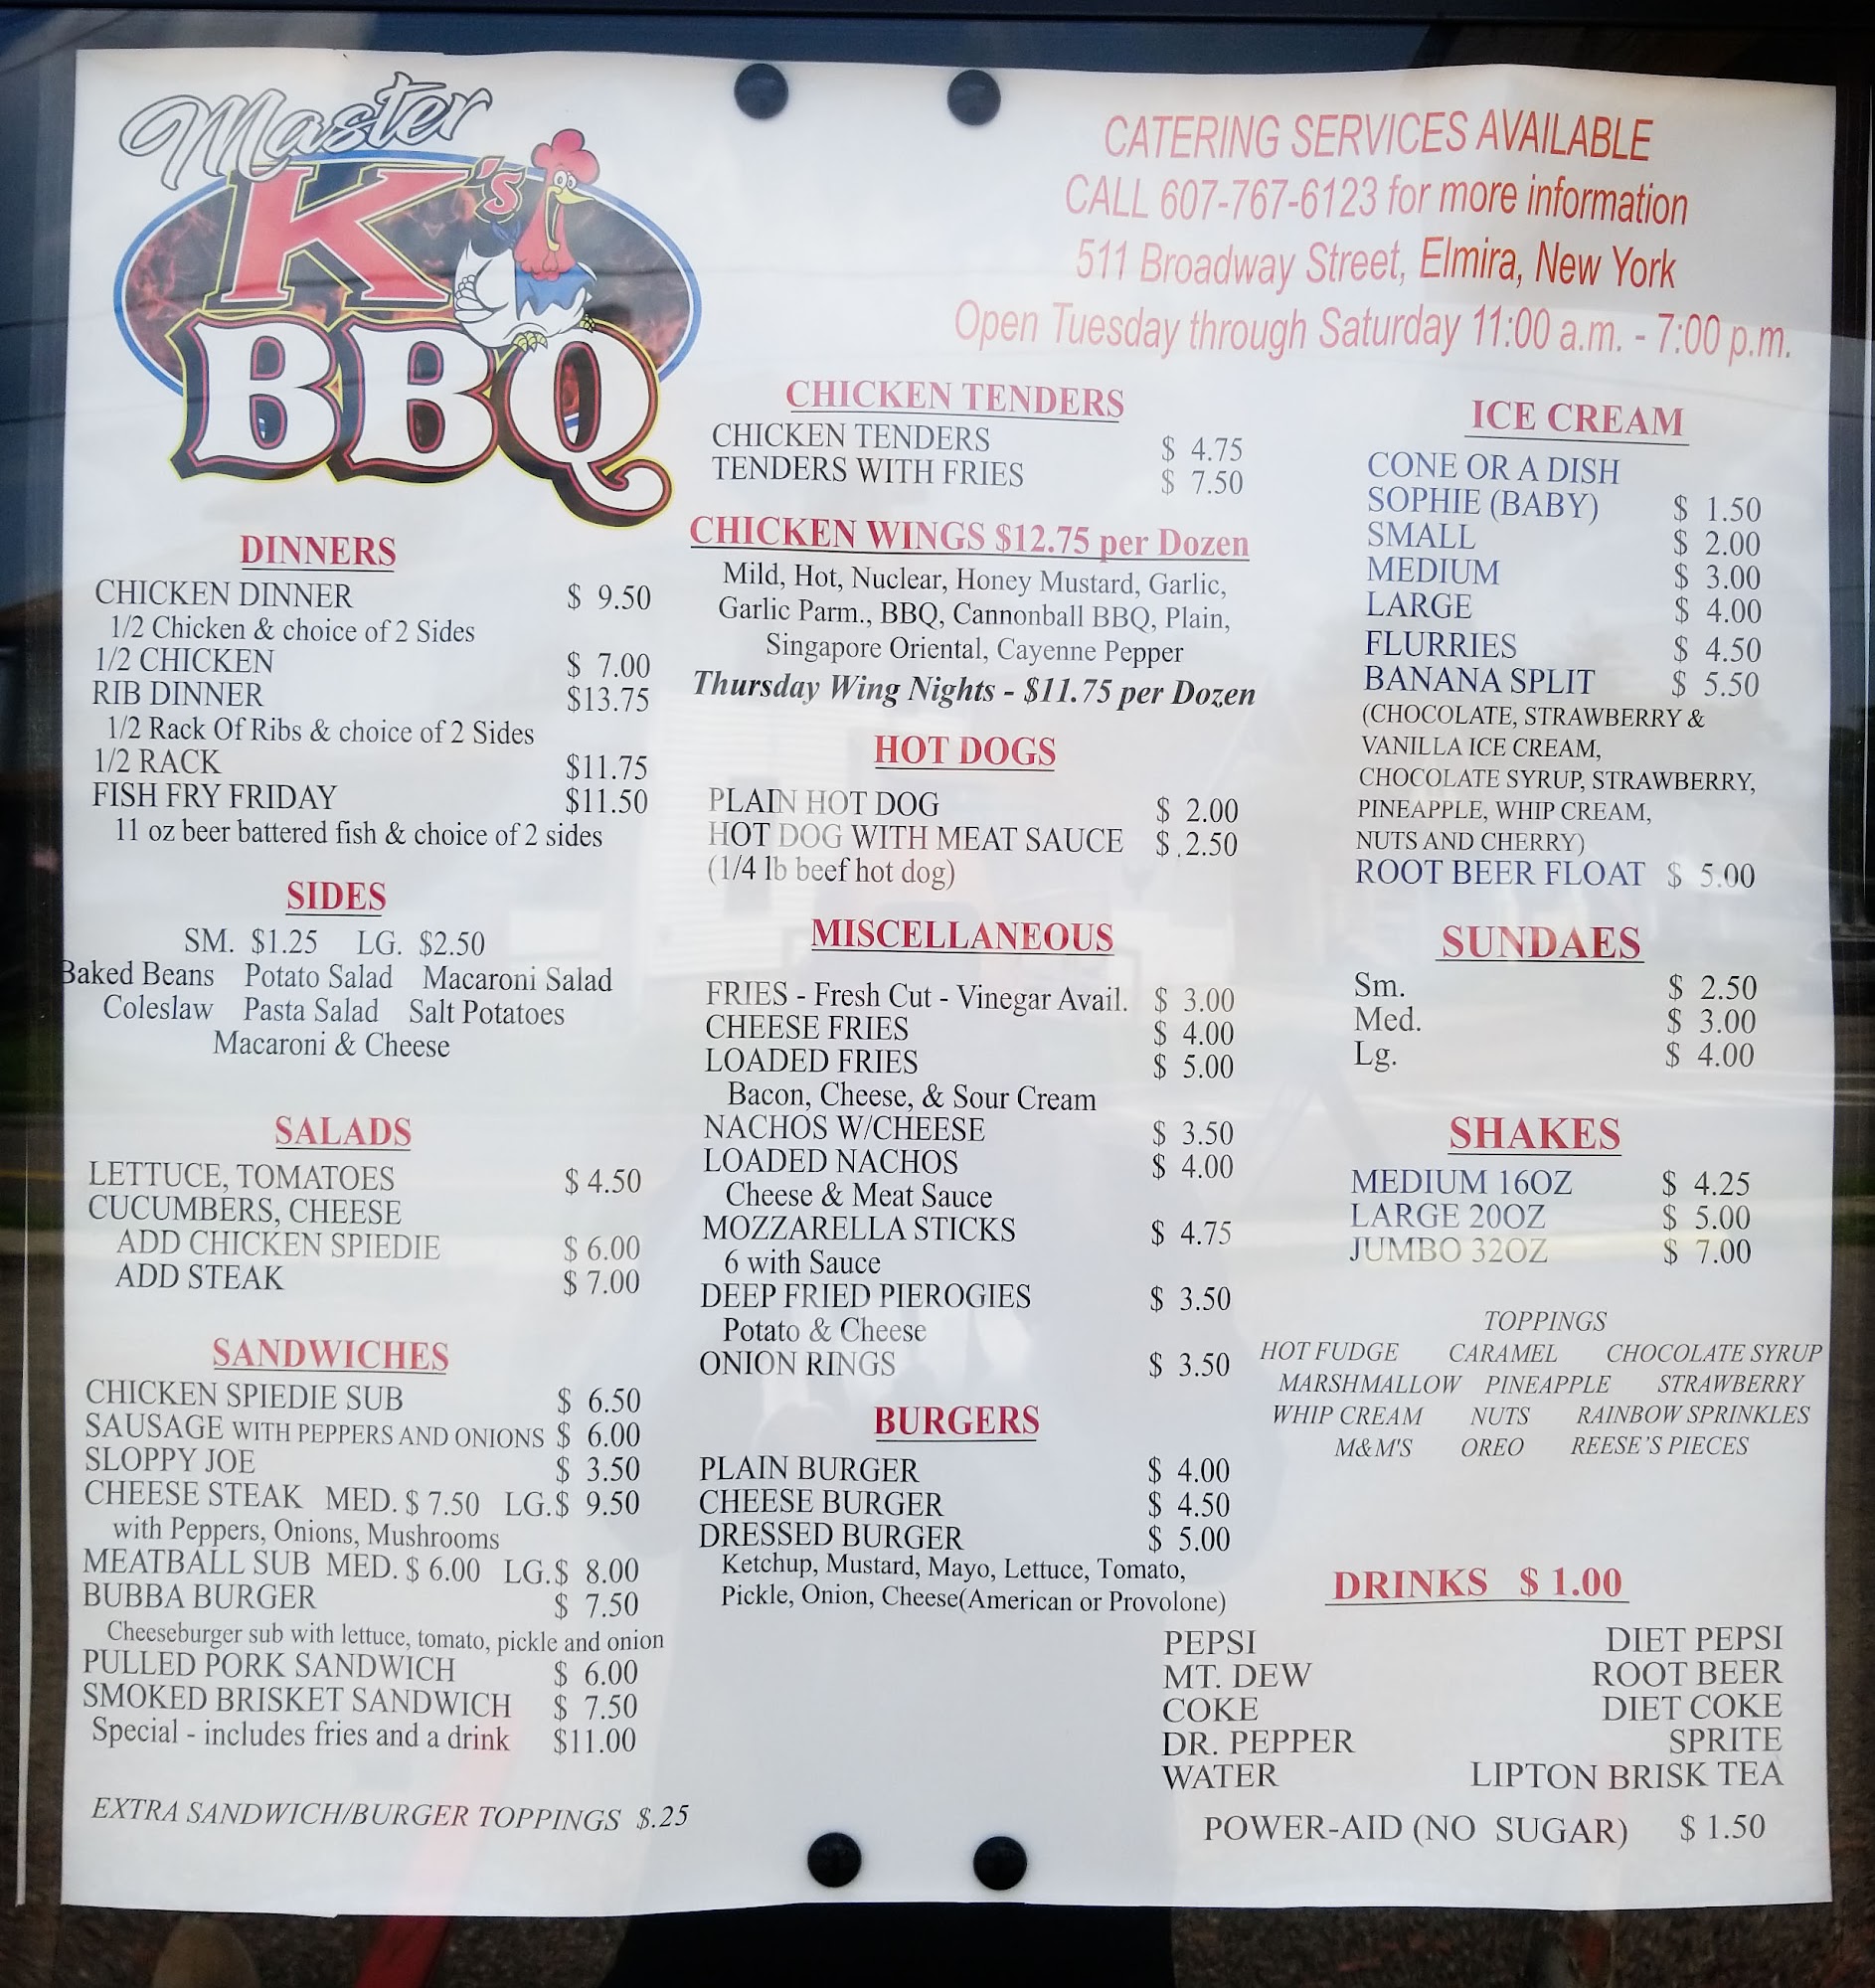 Master
K's
BBQ
CATERING SERVICES AVAILABLE
CALL 607-767-6123 for more information
511 Broadway Street, Elmira, New York
Open Tuesday through Saturday 11:00 a.m. - 7:00 p.m.
DINNERS
CHICKEN DINNER $ 9.50
1/2 Chicken & choice of 2 Sides
1/2 CHICKEN $ 7.00
RIB DINNER $13.75
1/2 Rack Of Ribs & choice of 2 Sides
1/2 RACK $11.75
FISH FRY FRIDAY $11.50
11 oz beer battered fish & choice of 2 sides
SIDES
SM. $1.25 LG. $2.50
Baked Beans Potato Salad Macaroni Salad
Coleslaw Pasta Salad Salt Potatoes
Macaroni & Cheese
SALADS
LETTUCE, TOMATOES $ 4.50
CUCUMBERS, CHEESE
ADD CHICKEN SPIEDIE $ 6.00
ADD STEAK $ 7.00
SANDWICHES
CHICKEN SPIEDIE SUB $ 6.50
SAUSAGE WITH PEPPERS AND ONIONS $ 6.00
SLOPPY JOE $ 3.50
CHEESE STEAK MED. $ 7.50 LG.$ 9.50
with Peppers, Onions, Mushrooms
MEATBALL SUB MED. $ 6.00 LG.$ 8.00
BUBBA BURGER $ 7.50
Cheeseburger sub with lettuce, tomato, pickle and onion
PULLED PORK SANDWICH $ 6.00
SMOKED BRISKET SANDWICH $ 7.50
Special - includes fries and a drink $11.00
EXTRA SANDWICH/BURGER TOPPINGS $.25
CHICKEN TENDERS
CHICKEN TENDERS $ 4.75
TENDERS WITH FRIES $ 7.50
CHICKEN WINGS $12.75 per Dozen
Mild, Hot, Nuclear, Honey Mustard, Garlic,
Garlic Parm., BBQ, Cannonball BBQ, Plain,
Singapore Oriental, Cayenne Pepper
Thursday Wing Nights - $11.75 per Dozen
HOT DOGS
PLAIN HOT DOG $ 2.00
HOT DOG WITH MEAT SAUCE $ 2.50
(1/4 lb beef hot dog)
MISCELLANEOUS
FRIES - Fresh Cut - Vinegar Avail. $ 3.00
CHEESE FRIES $ 4.00
LOADED FRIES $ 5.00
Bacon, Cheese, & Sour Cream
NACHOS W/CHEESE $ 3.50
LOADED NACHOS $ 4.00
Cheese & Meat Sauce
MOZZARELLA STICKS $ 4.75
6 with Sauce
DEEP FRIED PIEROGIES $ 3.50
Potato & Cheese
ONION RINGS $ 3.50
BURGERS
PLAIN BURGER $ 4.00
CHEESE BURGER $ 4.50
DRESSED BURGER $ 5.00
Ketchup, Mustard, Mayo, Lettuce, Tomato,
Pickle, Onion, Cheese(American or Provolone)
ICE CREAM
CONE OR A DISH
SOPHIE (BABY) $ 1.50
SMALL $ 2.00
MEDIUM $ 3.00
LARGE $ 4.00
FLURRIES $ 4.50
BANANA SPLIT $ 5.50
(CHOCOLATE, STRAWBERRY &
VANILLA ICE CREAM,
CHOCOLATE SYRUP, STRAWBERRY,
PINEAPPLE, WHIP CREAM,
NUTS AND CHERRY)
ROOT BEER FLOAT $ 5.00
SUNDAES
Sm. $ 2.50
Med. $ 3.00
Lg. $ 4.00
SHAKES
MEDIUM 16OZ $ 4.25
LARGE 20OZ $ 5.00
JUMBO 32OZ $ 7.00
TOPPINGS
HOT FUDGE CARAMEL CHOCOLATE SYRUP
MARSHMALLOW PINEAPPLE STRAWBERRY
WHIP CREAM NUTS RAINBOW SPRINKLES
M&M'S OREO REESE'S PIECES
DRINKS $ 1.00
PEPSI DIET PEPSI
MT. DEW ROOT BEER
COKE DIET COKE
DR. PEPPER SPRITE
WATER LIPTON BRISK TEA
POWER-AID (NO SUGAR) $ 1.50